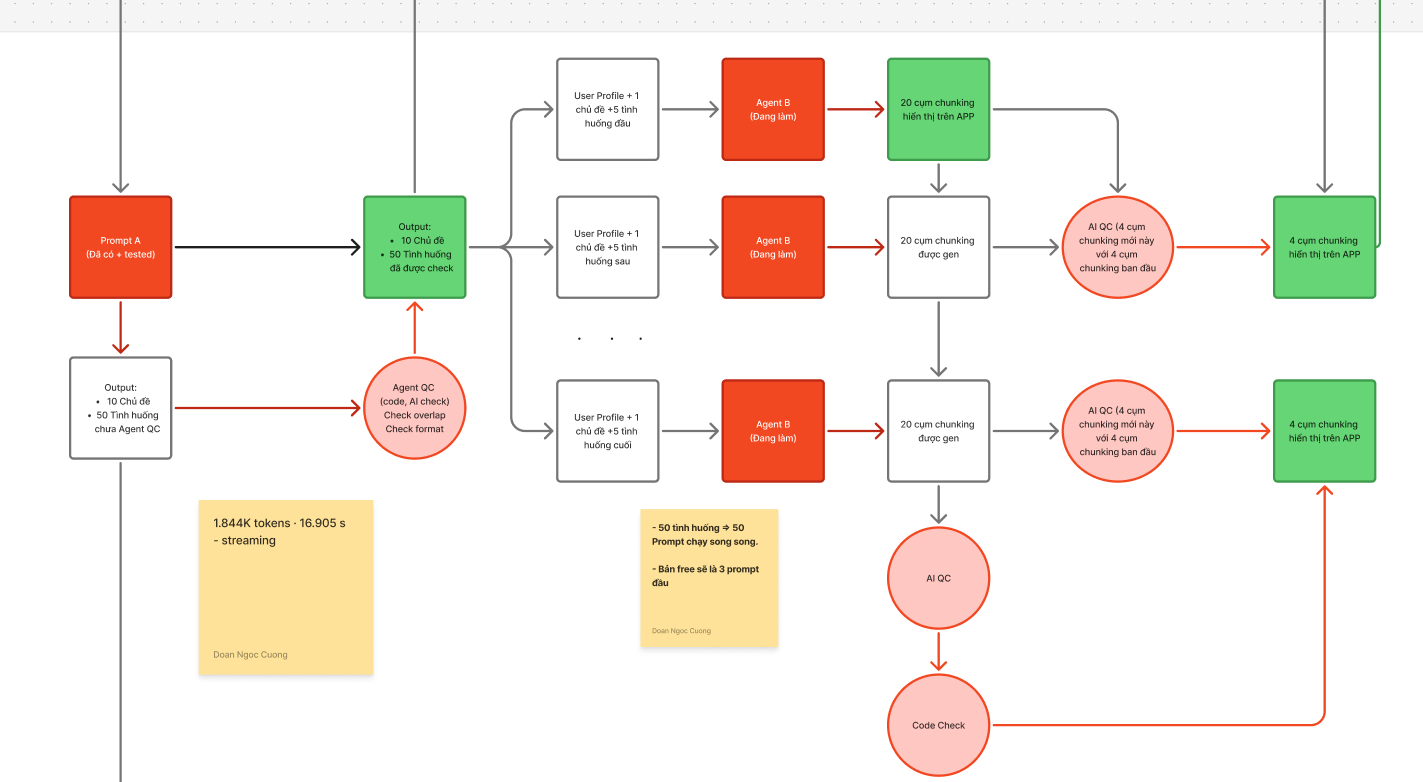 User Profile + 1
chủ đề +5 tình
huống đầu
Agent B
(Đang làm)
20 cụm chunking
hiển thị trên APP
Prompt A
(Đã có + tested)
Output:
• 10 Chủ đề
• 50 Tình huống
đã được check
User Profile + 1
chủ đề +5 tình
huống sau
Agent B
(Đang làm)
20 cụm chunking
được gen
AI QC (4 cụm
chunking mới này
với 4 cụm
chunking ban đầu
4 cụm chunking
hiển thị trên APP
. . .
Output:
• 10 Chủ đề
• 50 Tình huống
chưa Agent QC
Agent QC
(code, AI check)
Check overlap
Check format
User Profile + 1
chủ đề +5 tình
huống cuối
Agent B
(Đang làm)
20 cụm chunking
được gen
AI QC (4 cụm
chunking mới này
với 4 cụm
chunking ban đầu
4 cụm chunking
hiển thị trên APP
1.844K tokens · 16.905 s
- streaming
Doan Ngoc Cuong
- 50 tình huống => 50
Prompt chạy song song.
- Bản free sẽ là 3 prompt
đầu
Doan Ngoc Cuong
AI QC
Code Check